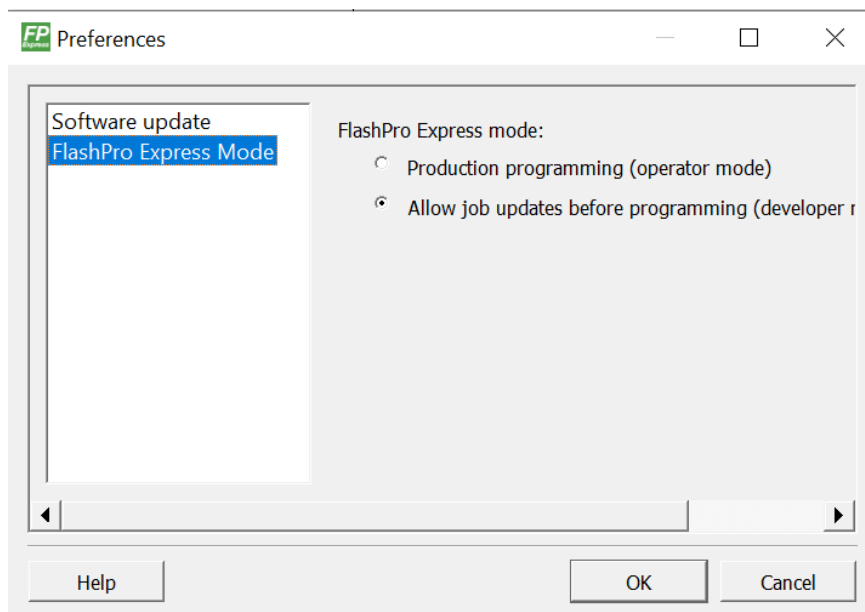 FP
Express
Preferences
Software update
FlashPro Express Mode
FlashPro Express mode:
Production programming (operator mode)
Allow job updates before programming (developer
Help
OK
Cancel